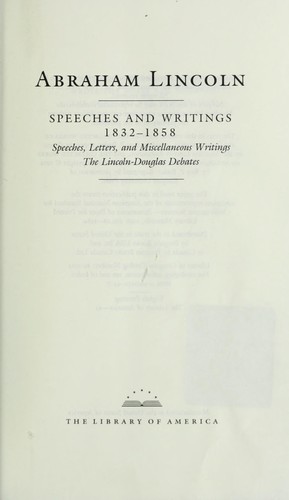 ABRAHAM LINCOLN
SPEECHES AND WRITINGS
1832–1858
Speeches, Letters, and Miscellaneous Writings
The Lincoln-Douglas Debates
THE LIBRARY OF AMERICA